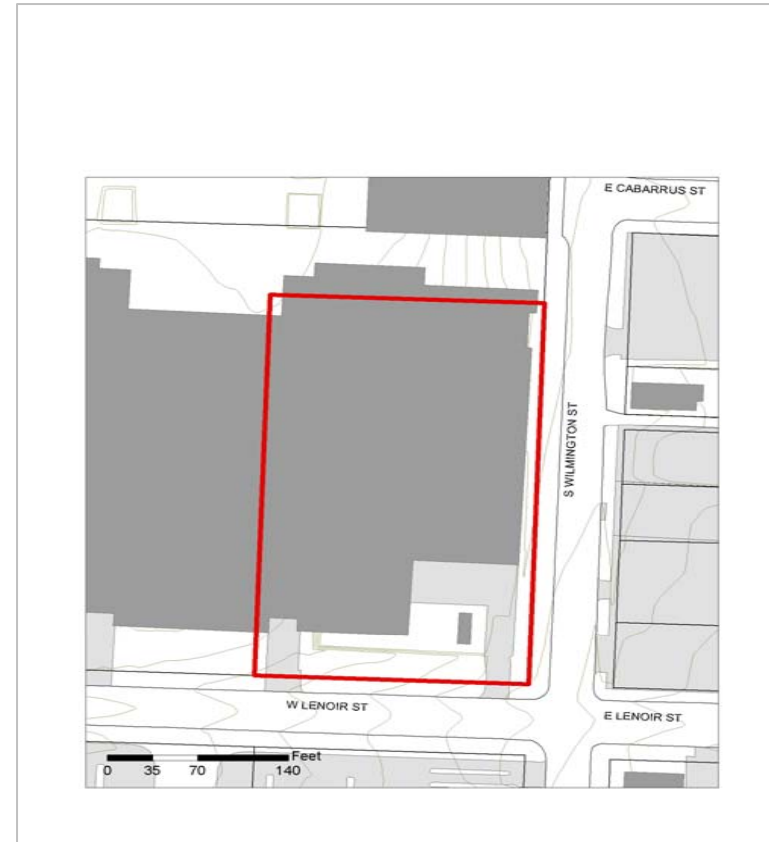 E CABARRUS ST
S WILMINGTON ST
W LENOIR ST
E LENOIR ST
Feet
0 35 70 140